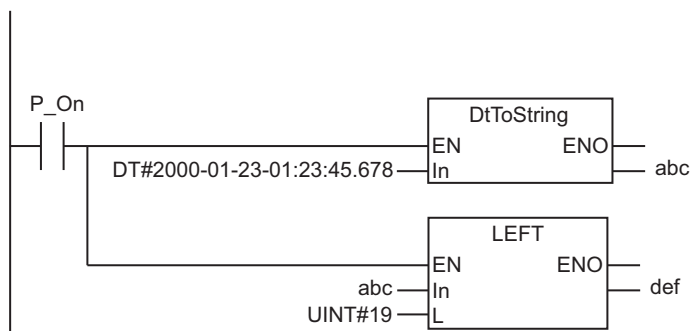 P_On
DtToString
EN ENO
DT#2000-01-23-01:23:45.678 In abc
LEFT
EN ENO
abc In def
UINT#19 L